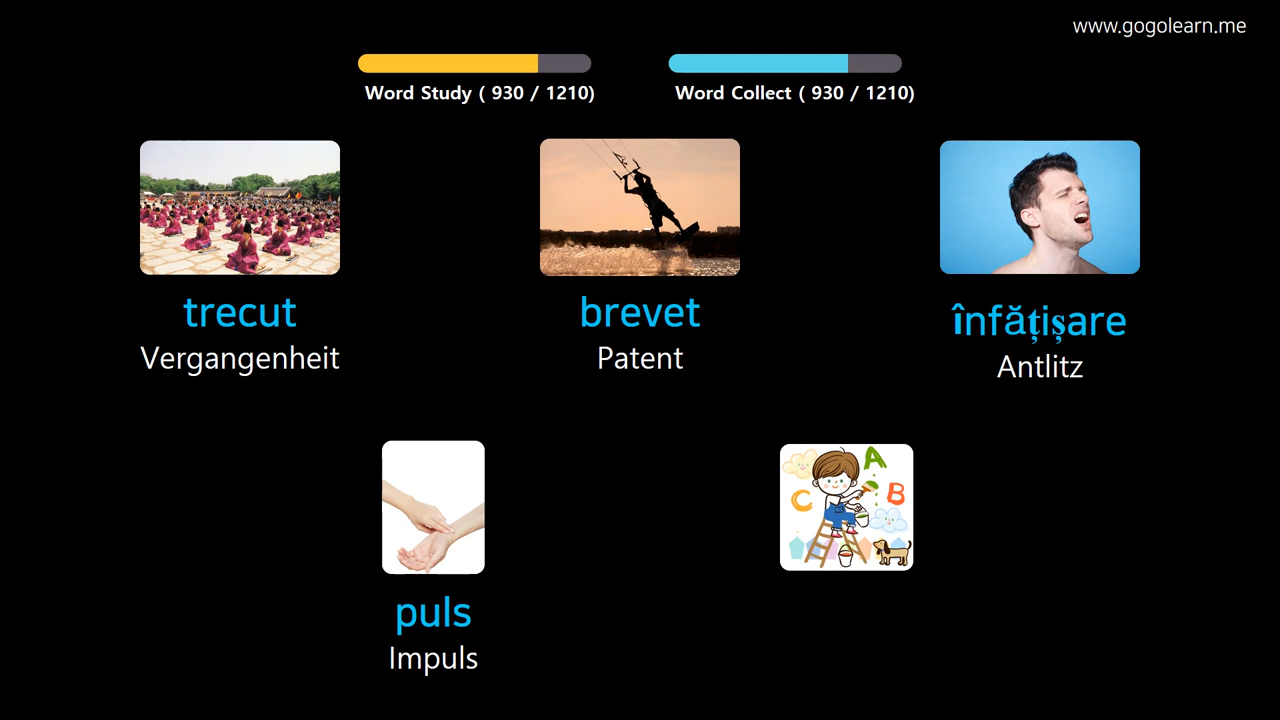 www.gogolearn.me
Word Study ( 930 / 1210)
Word Collect ( 930 / 1210)
trecut
Vergangenheit
brevet
Patent
înfățișare
Antlitz
A
B
C
puls
Impuls